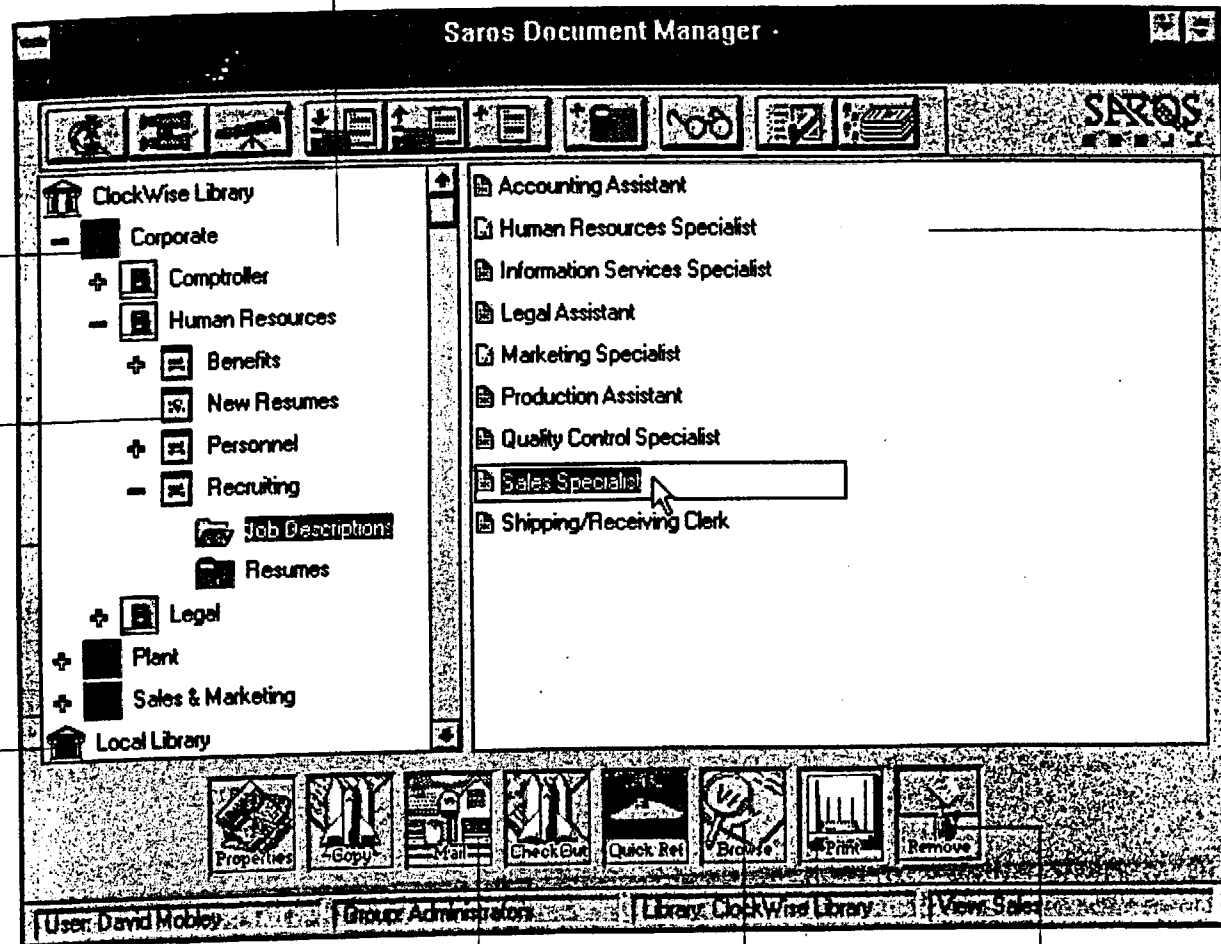 Saros Document Manager
SAROS
ClockWise Library
Corporate
Comptroller
Human Resources
Benefits
New Resumes
Personnel
Recruiting
Job Descriptions
Resumes
Legal
Plant
Sales & Marketing
Local Library
Accounting Assistant
Human Resources Specialist
Information Services Specialist
Legal Assistant
Marketing Specialist
Production Assistant
Quality Control Specialist
Sales Specialist
Shipping/Receiving Clerk
Properties
Copy
Mail
CheckOut
Quick Ref
Browse
Print
Remove
User: David Mobley
Group: Administrators
Library: ClockWise Library
View: Sales